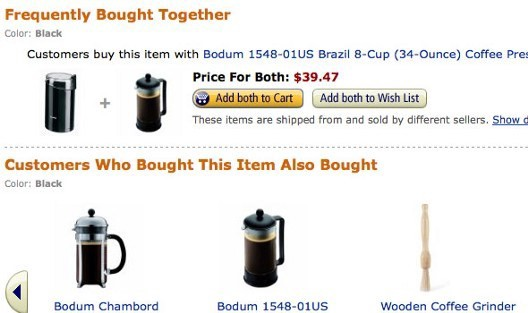 Frequently Bought Together
Color: Black
Customers buy this item with Bodum 1548-01US Brazil 8-Cup (34-Ounce) Coffee Pres
Price For Both: $39.47
+
Add both to Cart Add both to Wish List
These items are shipped from and sold by different sellers. Show d
Customers Who Bought This Item Also Bought
Color: Black
Bodum Chambord Bodum 1548-01US Wooden Coffee Grinder